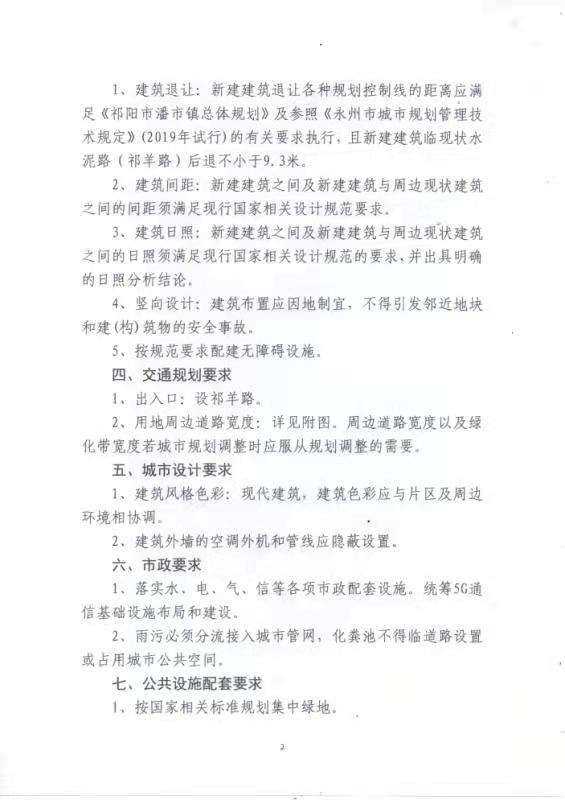 1、建筑退让：新建建筑退让各种规划控制线的距离应满
足《祁阳市潘市镇总体规划》及参照《永州市城市规划管理技
术规定》(2019年试行)的有关要求执行，且新建建筑临现状水
泥路（祁羊路）后退不小于9.3米。
2、建筑间距：新建建筑之间及新建建筑与周边现状建筑
之间的间距须满足现行国家相关设计规范要求。
3、建筑日照：新建建筑之间及新建建筑与周边现状建筑
之间的日照须满足现行国家相关设计规范的要求,并出具明确
的日照分析结论。
4、竖向设计：建筑布置应因地制宜，不得引发邻近地块
和建(构)筑物的安全事故。
5、按规范要求配建无障碍设施。
四、交通规划要求
1、出入口：设祁羊路。
2、用地周边道路宽度：详见附图。周边道路宽度以及绿
化带宽度若城市规划调整时应服从规划调整的需要。
五、城市设计要求
1、建筑风格色彩：现代建筑，建筑色彩应与片区及周边
环境相协调。
2、建筑外墙的空调外机和管线应隐蔽设置。
六、市政要求
1、落实水、电、气、信等各项市政配套设施。统筹5G通
信基础设施布局和建设。
2、雨污必须分流接入城市管网，化粪池不得临道路设置
或占用城市公共空间。
七、公共设施配套要求
1、按国家相关标准规划集中绿地。
2